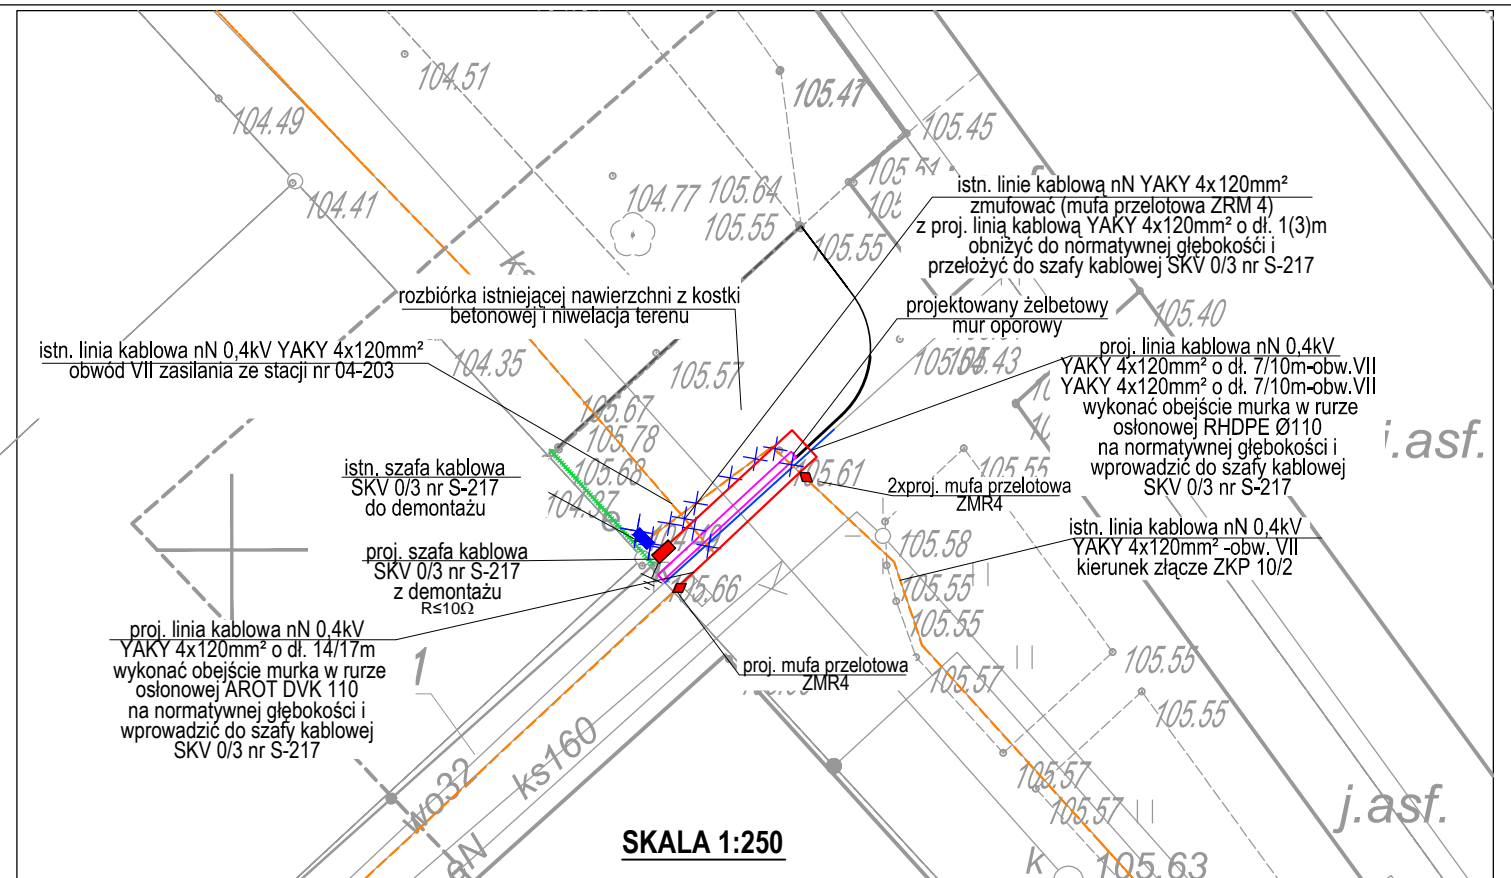 104.51
104.49
105.41
105.45
105.51
104.41
104.77
105.64
105.55
105.55
istn. linie kablową nN YAKY 4x120mm²
zmufować (mufa przelotowa ZRM 4)
z proj. linią kablową YAKY 4x120mm² o dł. 1(3)m
obniżyć do normatywnej głębokośći i
przełożyć do szafy kablowej SKV 0/3 nr S-217
rozbiórka istniejącej nawierzchni z kostki
betonowej i niwelacja terenu
projektowany żelbetowy
mur oporowy
105.40
istn. linia kablowa nN 0,4kV YAKY 4x120mm²
obwód VII zasilania ze stacji nr 04-203
104.35
105.57
105.43
proj. linia kablowa nN 0,4kV
YAKY 4x120mm² o dł. 7/10m-obw.VII
YAKY 4x120mm² o dł. 7/10m-obw.VII
wykonać obejście murka w rurze
osłonowej RHDPE Ø110
na normatywnej głębokości i
wprowadzić do szafy kablowej
SKV 0/3 nr S-217
j.asf.
105.67
105.78
105.68
104.37
105.61
105.55
istn. szafa kablowa
SKV 0/3 nr S-217
do demontażu
2xproj. mufa przelotowa
ZMR4
istn. linia kablowa nN 0,4kV
YAKY 4x120mm² -obw. VII
kierunek złącze ZKP 10/2
proj. szafa kablowa
SKV 0/3 nr S-217
z demontażu
R≤10Ω
105.58
105.55
105.66
105.55
proj. linia kablowa nN 0,4kV
YAKY 4x120mm² o dł. 14/17m
wykonać obejście murka w rurze
osłonowej AROT DVK 110
na normatywnej głębokości i
wprowadzić do szafy kablowej
SKV 0/3 nr S-217
1
proj. mufa przelotowa
ZMR4
105.57
105.55
105.55
wo32
ks160
eN
105.57
105.57
j.asf.
SKALA 1:250
k
105.63